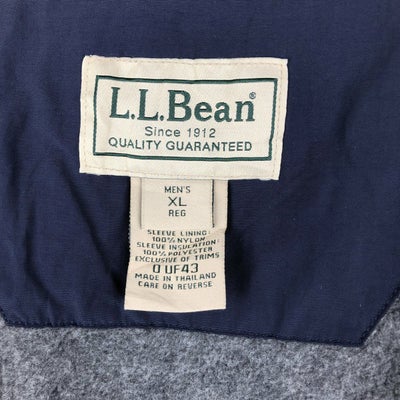 L.L.Bean®
Since 1912
QUALITY GUARANTEED
MEN'S
XL
REG
SLEEVE LINING:
100% NYLON
SLEEVE INSULATION:
100% POLYESTER
EXCLUSIVE OF TRIMS
0 UF43
MADE IN THAILAND
CARE ON REVERSE